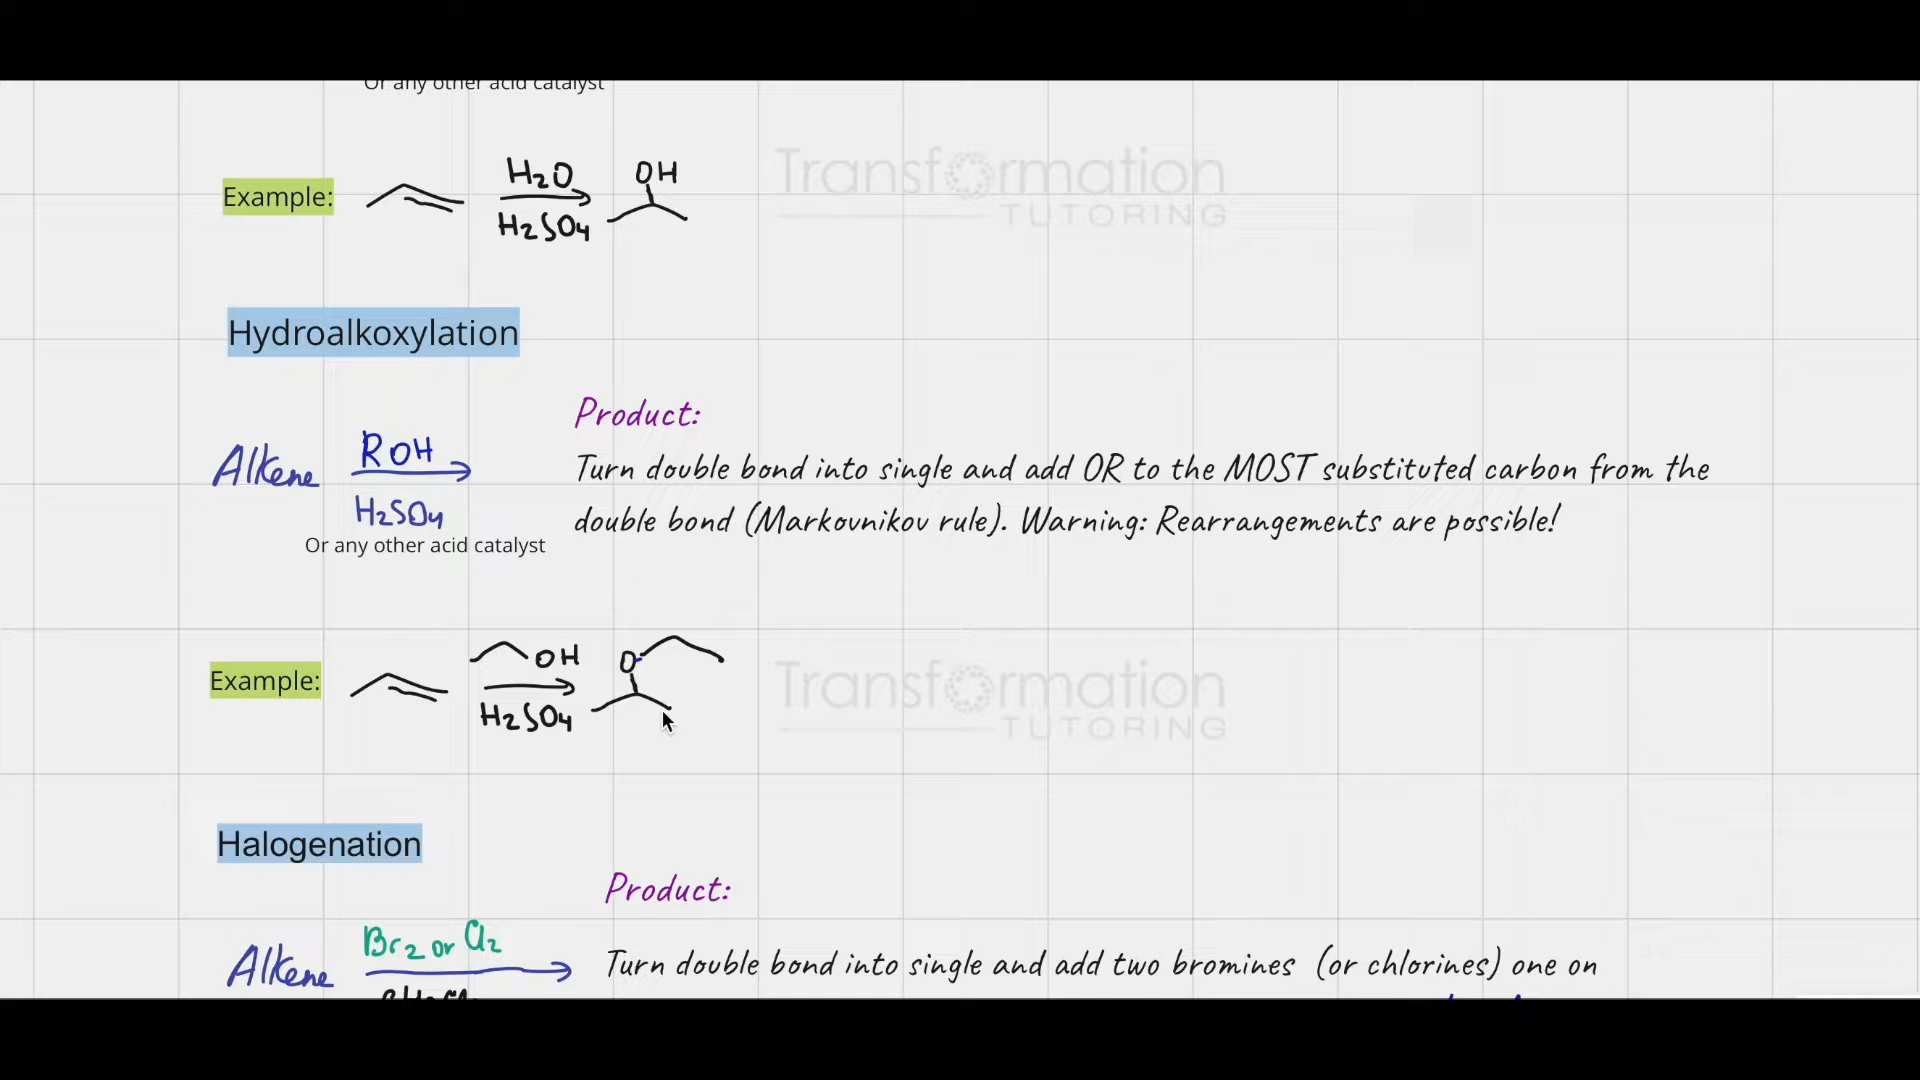 Or any other acid catalyst
Transformation
TUTORING
Example:
H2O
H2SO4
OH
Hydroalkoxylation
Product:
Alkene
ROH
H2SO4
Or any other acid catalyst
Turn double bond into single and add OR to the MOST substituted carbon from the
double bond (Markovnikov rule). Warning: Rearrangements are possible!
Example:
OH
H2SO4
O
Transformation
TUTORING
Halogenation
Product:
Alkene
Br2 or Cl2
Turn double bond into single and add two bromines (or chlorines) one on